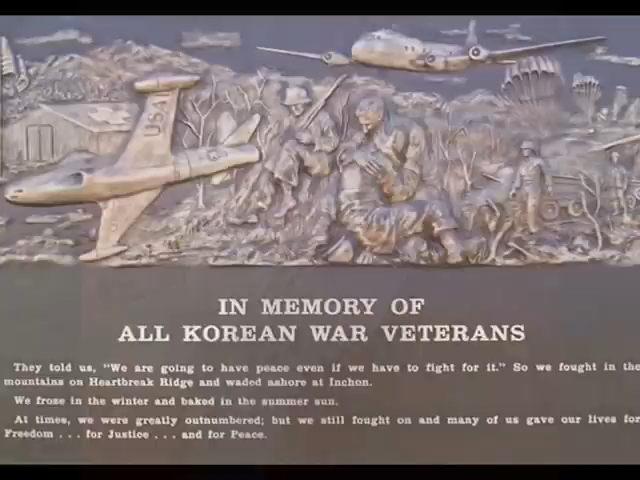 USA
IN MEMORY OF
ALL KOREAN WAR VETERANS
They told us, "We are going to have peace even if we have to fight for it." So we fought in the
mountains on Heartbreak Ridge and waded ashore at Inchon.
We froze in the winter and baked in the summer sun.
At times, we were greatly outnumbered; but we still fought on and many of us gave our lives for
Freedom . . . for Justice . . . and for Peace.